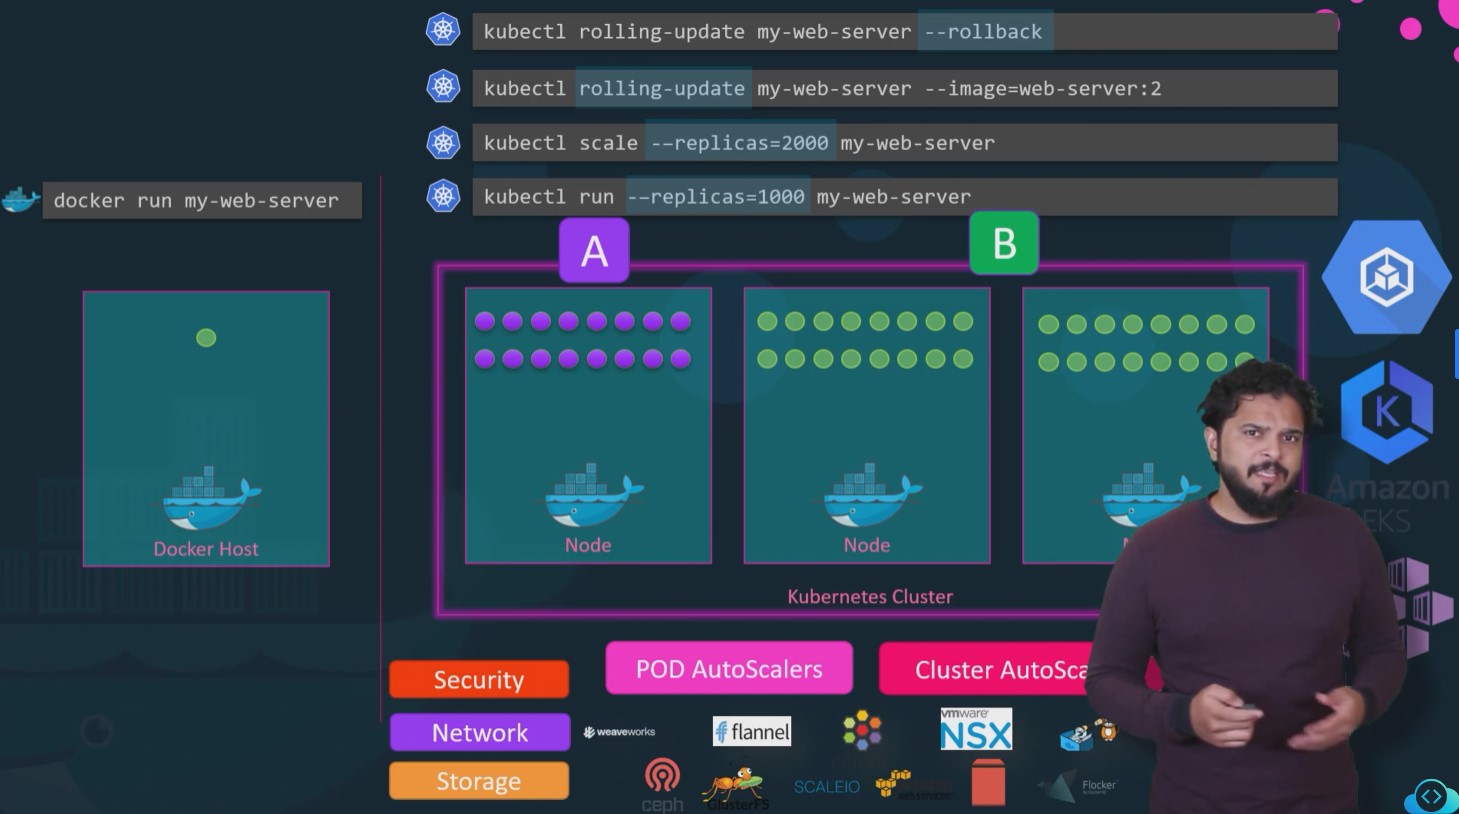 kubectl rolling-update my-web-server --rollback
kubectl rolling-update my-web-server --image=web-server:2
kubectl scale --replicas=2000 my-web-server
docker run my-web-server
kubectl run --replicas=1000 my-web-server
A
B
K
Amazon
EKS
Docker Host
Node
Node
Kubernetes Cluster
POD AutoScalers
Cluster AutoSca
Security
Network
weaveworks
flannel
vmware
NSX
Storage
ceph
GlusterFS
SCALEIO
Flocker